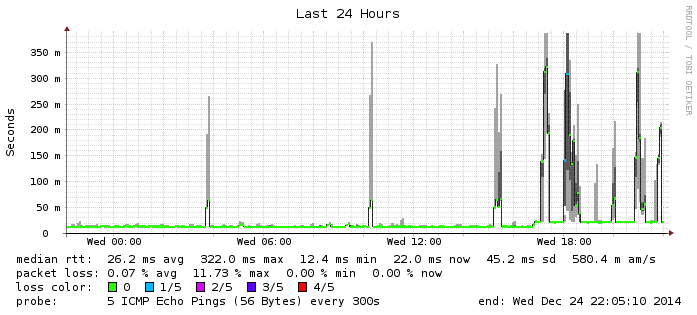 Last 24 Hours
RRDTOOL / TOBI OETIKER
Seconds
350 m
300 m
250 m
200 m
150 m
100 m
50 m
0
Wed 00:00 Wed 06:00 Wed 12:00 Wed 18:00
median rtt: 26.2 ms avg 322.0 ms max 12.4 ms min 22.0 ms now 45.2 ms sd 580.4 m am/s
packet loss: 0.07 % avg 11.73 % max 0.00 % min 0.00 % now
loss color: 0 1/5 2/5 3/5 4/5
probe: 5 ICMP Echo Pings (56 Bytes) every 300s end: Wed Dec 24 22:05:10 2014